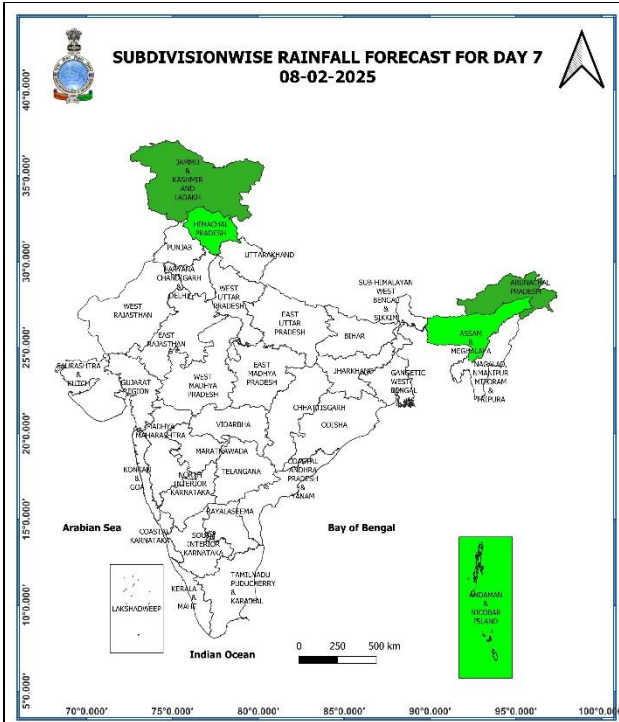 SUBDIVISIONWISE RAINFALL FORECAST FOR DAY 7
08-02-2025
40°0.000'
35°0.000'
30°0.000'
25°0.000'
20°0.000'
15°0.000'
10°0.000'
5°0.000'
JAMMU
&
KASHMIR
AND
LADAKH
HIMACHAL
PRADESH
PUNJAB
UTTARAKHAND
HARYANA
CHANDIGARH
&
DELHI
WEST
UTTAR
PRADESH
SUB-HIMALAYAN
WEST
BENGAL
&
SIKKIM
ARUNACHAL
PRADESH
WEST
RAJASTHAN
EAST
RAJASTHAN
EAST
UTTAR
PRADESH
BIHAR
ASSAM
&
MEGHALAYA
SAURASHTRA
&
KUTCH
GUJARAT
REGION
WEST
MADHYA
PRADESH
EAST
MADHYA
PRADESH
JHARKHAND
GANGETIC
WEST
BENGAL
MIZORAM
&
TRIPURA
CHHATTISGARH
ODISHA
MADHYA
MAHARASHTRA
VIDARBHA
MARATHWADA
KONKAN
&
GOA
NORTH
INTERIOR
KARNATAKA
TELANGANA
COASTAL
ANDHRA
PRADESH
&
YANAM
RAYALASEEMA
Arabian Sea
Bay of Bengal
COASTAL
KARNATAKA
SOUTH
INTERIOR
KARNATAKA
LAKSHADWEEP
KERALA
&
MAHE
TAMILNADU
PUDUCHERRY
&
KARAIKAL
ANDAMAN
&
NICOBAR
ISLAND
0 250 500 km
Indian Ocean
70°0.000' 75°0.000' 80°0.000' 85°0.000' 90°0.000' 95°0.000' 100°0.000'